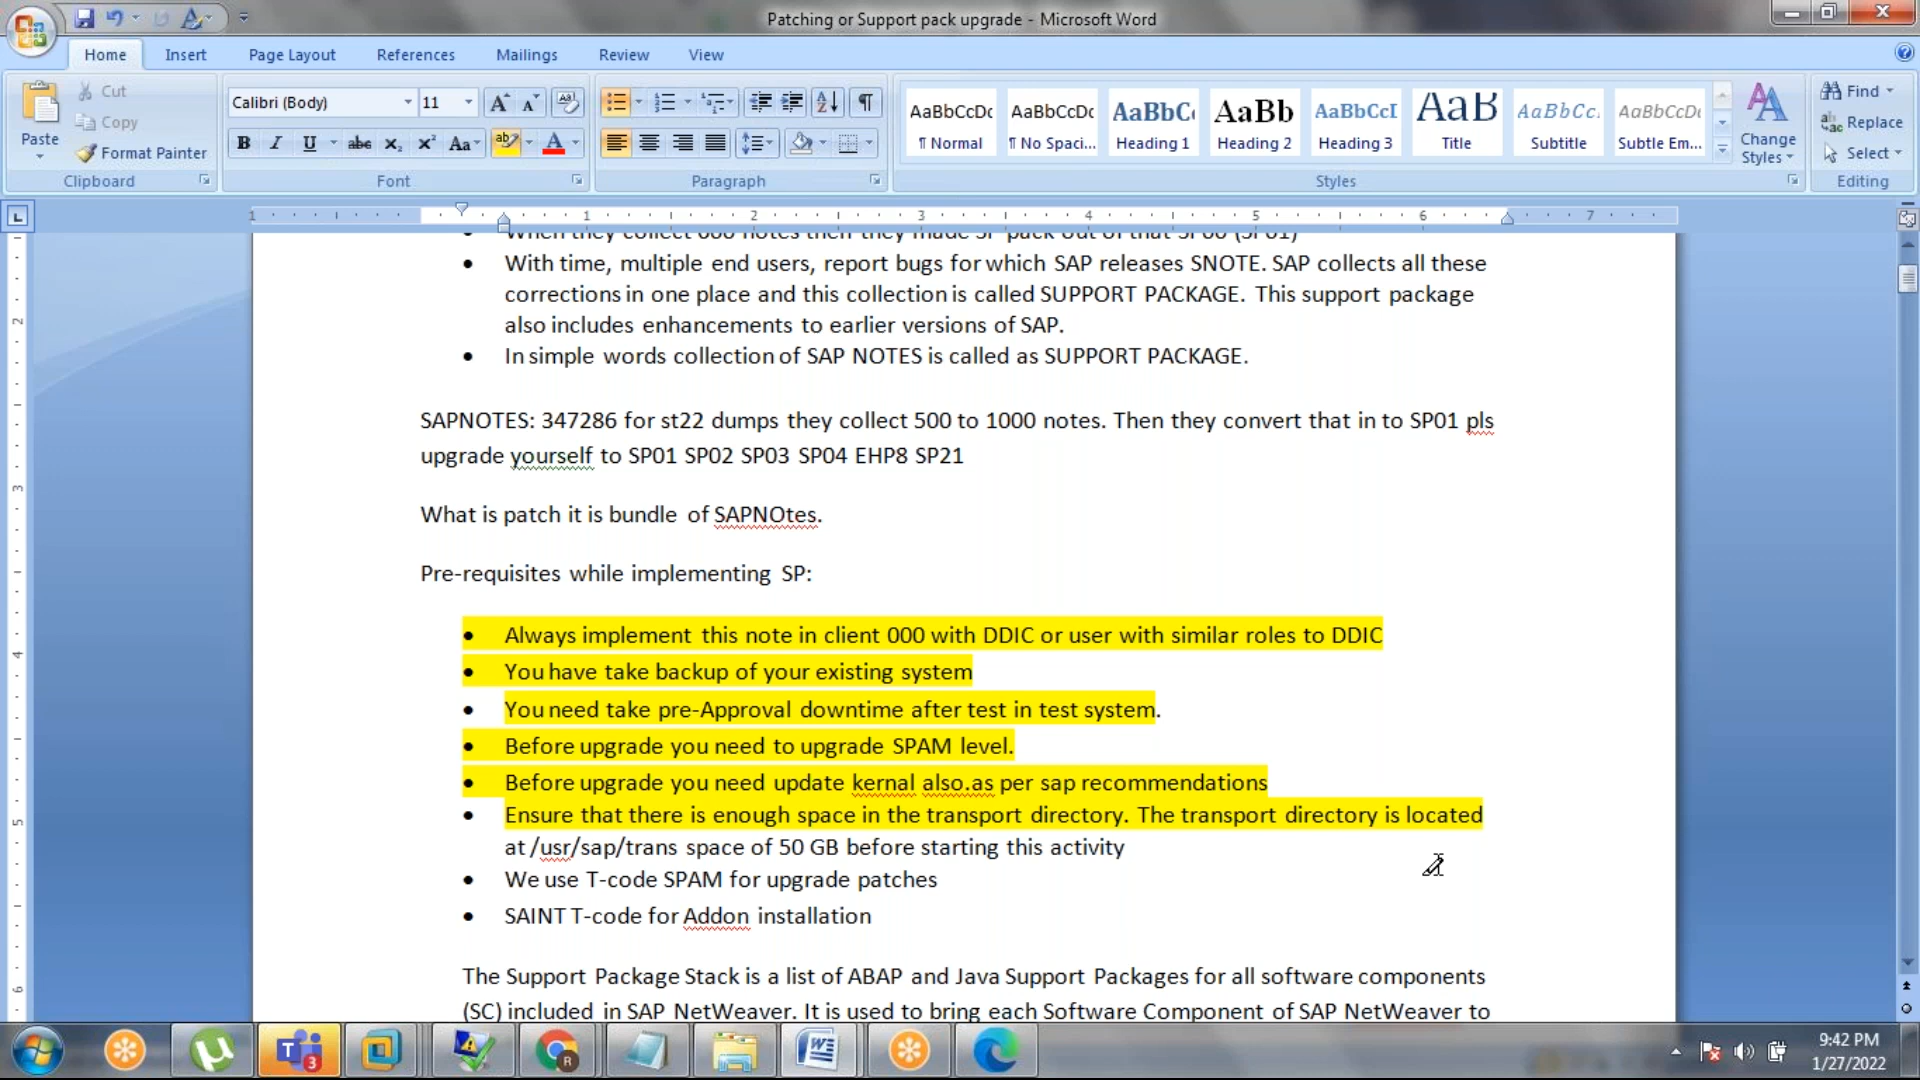 Patching or Support pack upgrade - Microsoft Word
Home Insert Page Layout References Mailings Review View
Paste
Cut
Copy
Format Painter
Clipboard
Calibri (Body) 11
Font
Paragraph
AaBbCcDc AaBbCcDc AaBbC AaBb AaBbCcI AaB AaBbCc. AaBbCcDc
¶ Normal ¶ No Spaci... Heading 1 Heading 2 Heading 3 Title Subtitle Subtle Em...
Styles
Change Styles
Find
Replace
Select
Editing
1 1 2 3 4 5 6 7
With time, multiple end users, report bugs for which SAP releases SNOTE. SAP collects all these
corrections in one place and this collection is called SUPPORT PACKAGE. This support package
also includes enhancements to earlier versions of SAP.
In simple words collection of SAP NOTES is called as SUPPORT PACKAGE.
SAPNOTES: 347286 for st22 dumps they collect 500 to 1000 notes. Then they convert that in to SP01 pls
upgrade yourself to SP01 SP02 SP03 SP04 EHP8 SP21
What is patch it is bundle of SAPNOtes.
Pre-requisites while implementing SP:
Always implement this note in client 000 with DDIC or user with similar roles to DDIC
You have take backup of your existing system
You need take pre-Approval downtime after test in test system.
Before upgrade you need to upgrade SPAM level.
Before upgrade you need update kernal also.as per sap recommendations
Ensure that there is enough space in the transport directory. The transport directory is located
at /usr/sap/trans space of 50 GB before starting this activity
We use T-code SPAM for upgrade patches
SAINT T-code for Addon installation
The Support Package Stack is a list of ABAP and Java Support Packages for all software components
(SC) included in SAP NetWeaver. It is used to bring each Software Component of SAP NetWeaver to
9:42 PM
1/27/2022